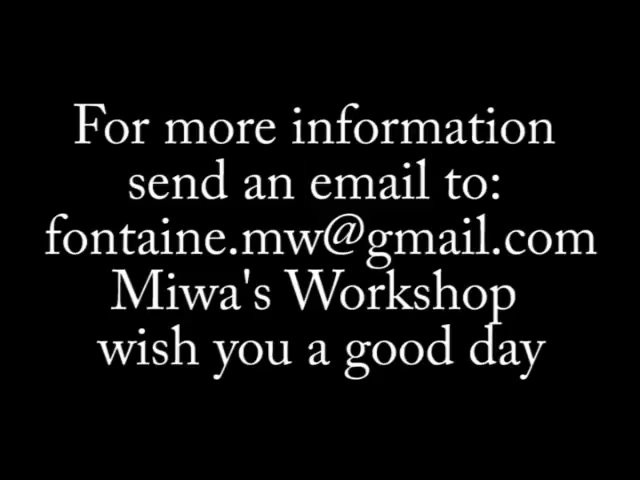 For more information
send an email to:
fontaine.mw@gmail.com
Miwa's Workshop
wish you a good day